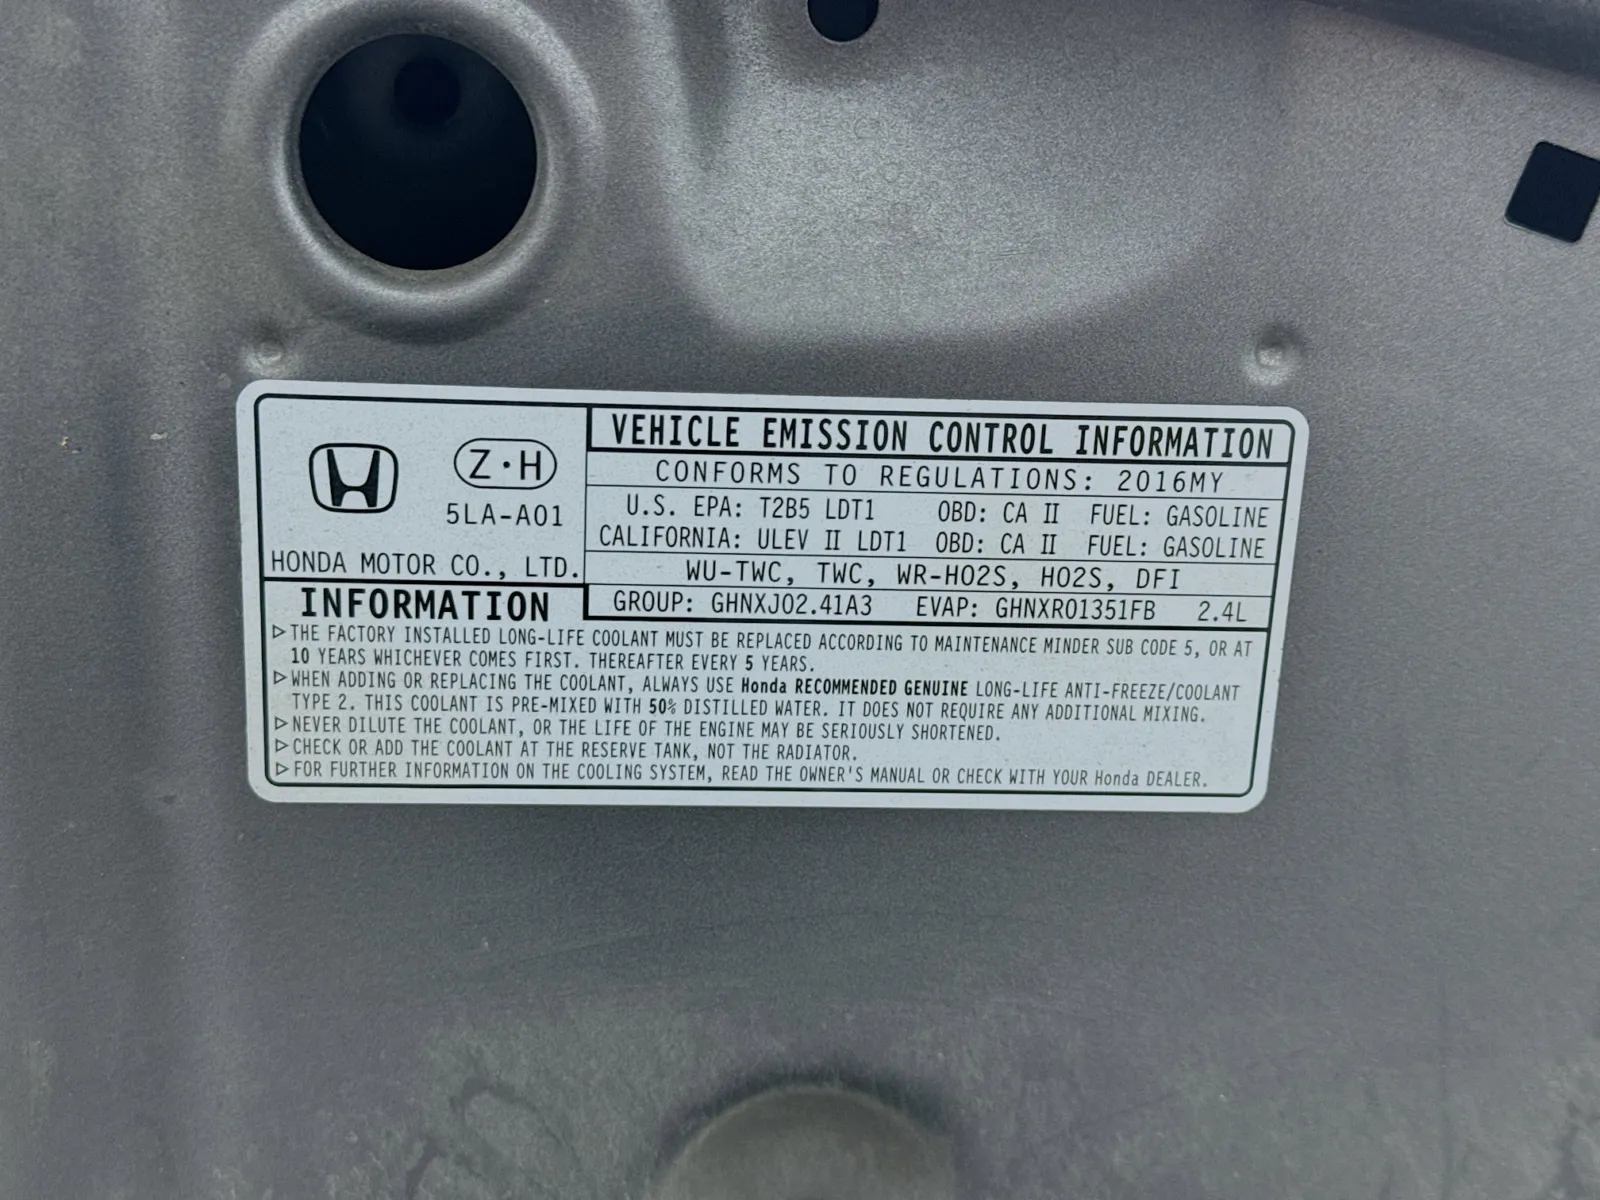 Z·H
5LA-A01
HONDA MOTOR CO., LTD.
VEHICLE EMISSION CONTROL INFORMATION
CONFORMS TO REGULATIONS: 2016MY
U.S. EPA: T2B5 LDT1 OBD: CA II FUEL: GASOLINE
CALIFORNIA: ULEV II LDT1 OBD: CA II FUEL: GASOLINE
WU-TWC, TWC, WR-HO2S, HO2S, DFI
GROUP: GHNXJ02.41A3 EVAP: GHNXR01351FB 2.4L
INFORMATION
▷THE FACTORY INSTALLED LONG-LIFE COOLANT MUST BE REPLACED ACCORDING TO MAINTENANCE MINDER SUB CODE 5, OR AT
10 YEARS WHICHEVER COMES FIRST. THEREAFTER EVERY 5 YEARS.
▷WHEN ADDING OR REPLACING THE COOLANT, ALWAYS USE Honda RECOMMENDED GENUINE LONG-LIFE ANTI-FREEZE/COOLANT
TYPE 2. THIS COOLANT IS PRE-MIXED WITH 50% DISTILLED WATER. IT DOES NOT REQUIRE ANY ADDITIONAL MIXING.
▷NEVER DILUTE THE COOLANT, OR THE LIFE OF THE ENGINE MAY BE SERIOUSLY SHORTENED.
▷CHECK OR ADD THE COOLANT AT THE RESERVE TANK, NOT THE RADIATOR.
▷FOR FURTHER INFORMATION ON THE COOLING SYSTEM, READ THE OWNER'S MANUAL OR CHECK WITH YOUR Honda DEALER.